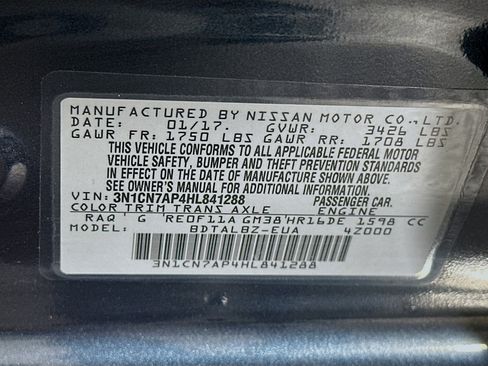 MANUFACTURED BY NISSAN MOTOR CO.,LTD.
DATE: 01/17. GVWR: 3426 LBS
GAWR FR: 1750 LBS GAWR RR: 1708 LBS
THIS VEHICLE CONFORMS TO ALL APPLICABLE FEDERAL MOTOR
VEHICLE SAFETY, BUMPER AND THEFT PREVENTION STANDARDS
IN EFFECT ON THE DATE OF MANUFACTURE SHOWN ABOVE.
SEE OWNER'S MANUAL FOR ADDITIONAL INFORMATION
VIN: 3N1CN7AP4HL841288 PASSENGER CAR.
COLOR TRIM TRANS AXLE ENGINE
RAQ G RE0F11A GM38 HR16DE 1598 CC
MODEL: BDTALBZ-EUA 4Z000
3N1CN7AP4HL841288